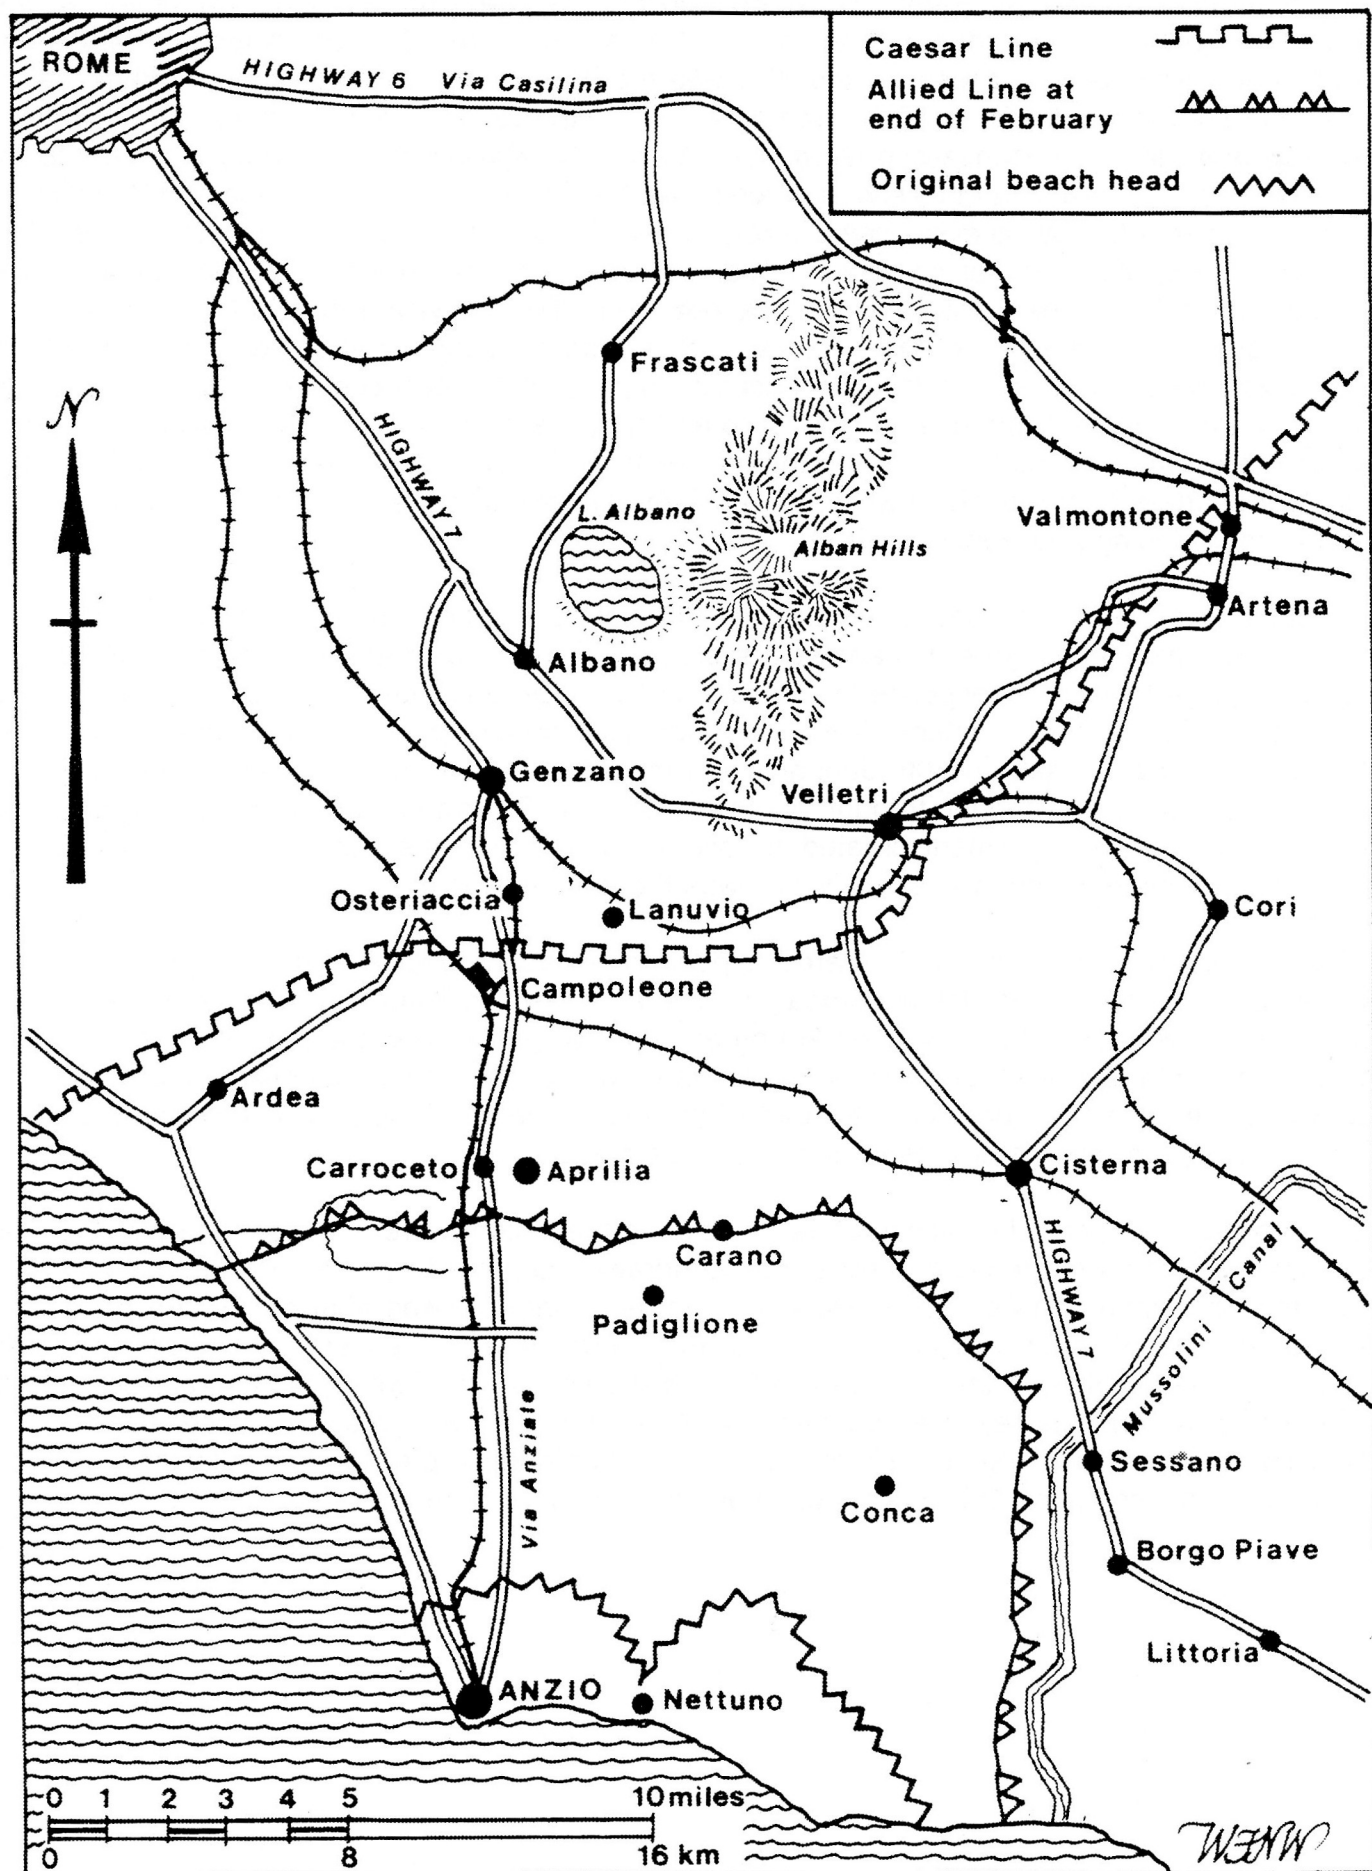 ROME
HIGHWAY 6 Via Casilina
Caesar Line
Allied Line at
end of February
Original beach head
N
Frascati
HIGHWAY 7
L. Albano
Alban Hills
Valmontone
Artena
Albano
Genzano
Velletri
Osteriaccia
Lanuvio
Cori
Campoleone
Ardea
Carroceto
Aprilia
Cisterna
Carano
Padiglione
HIGHWAY 7
Mussolini Canal
Via Anziate
Sessano
Conca
Borgo Piave
Littoria
ANZIO
Nettuno
0 1 2 3 4 5 10 miles
0 8 16 km